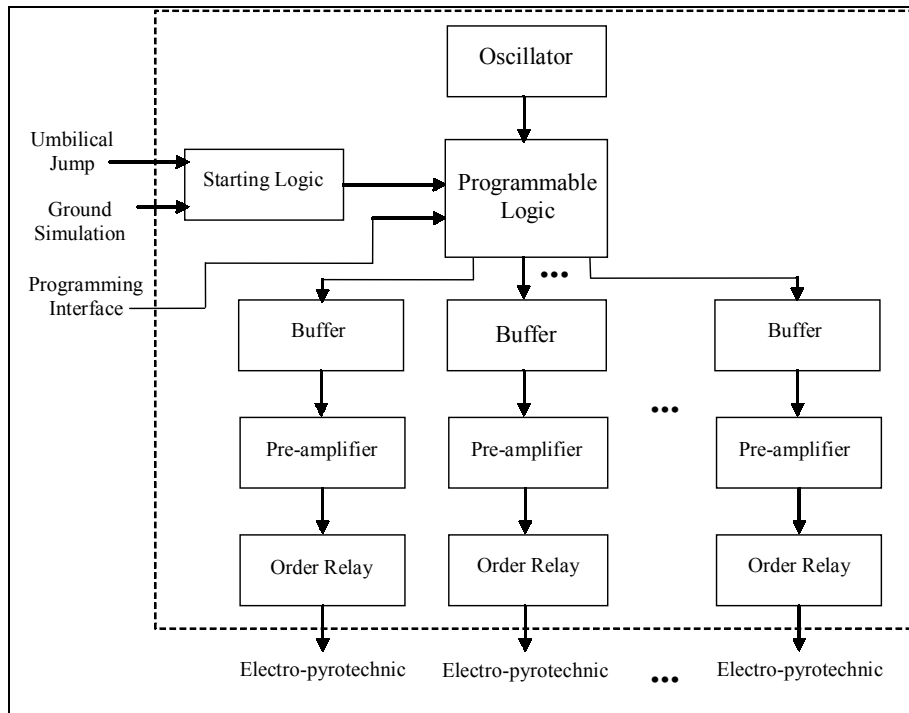 Oscillator
Umbilical
Jump
Starting Logic
Programmable
Logic
Ground
Simulation
Programming
Interface
•••
Buffer
Buffer
Buffer
•••
Pre-amplifier
Pre-amplifier
Pre-amplifier
Order Relay
Order Relay
Order Relay
Electro-pyrotechnic
Electro-pyrotechnic
•••
Electro-pyrotechnic